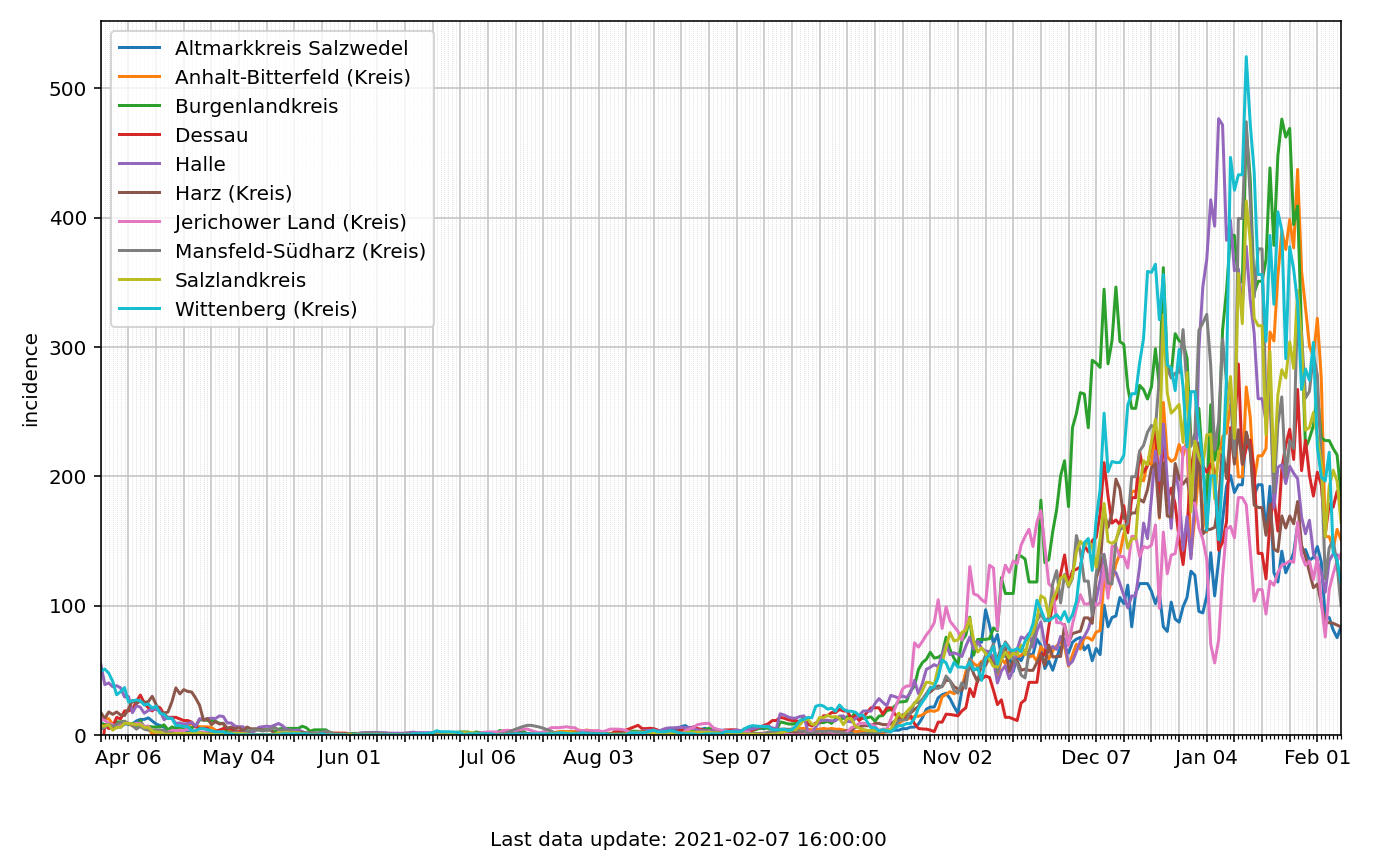 incidence
500
400
300
200
100
0
Altmarkkreis Salzwedel
Anhalt-Bitterfeld (Kreis)
Burgenlandkreis
Dessau
Halle
Harz (Kreis)
Jerichower Land (Kreis)
Mansfeld-Südharz (Kreis)
Salzlandkreis
Wittenberg (Kreis)
Apr 06 May 04 Jun 01 Jul 06 Aug 03 Sep 07 Oct 05 Nov 02 Dec 07 Jan 04 Feb 01
Last data update: 2021-02-07 16:00:00